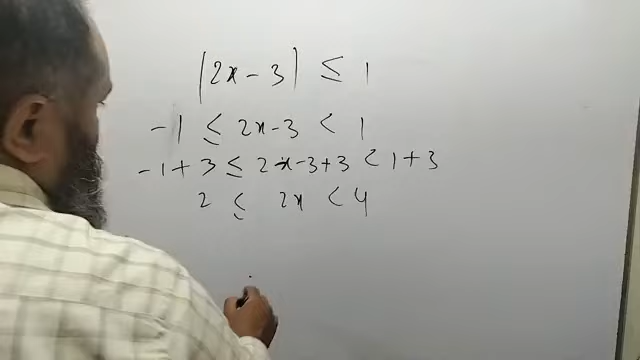 |2x - 3| ≤ 1
-1 ≤ 2x - 3 < 1
-1 + 3 ≤ 2x - 3 + 3 < 1 + 3
2 ≤ 2x < 4